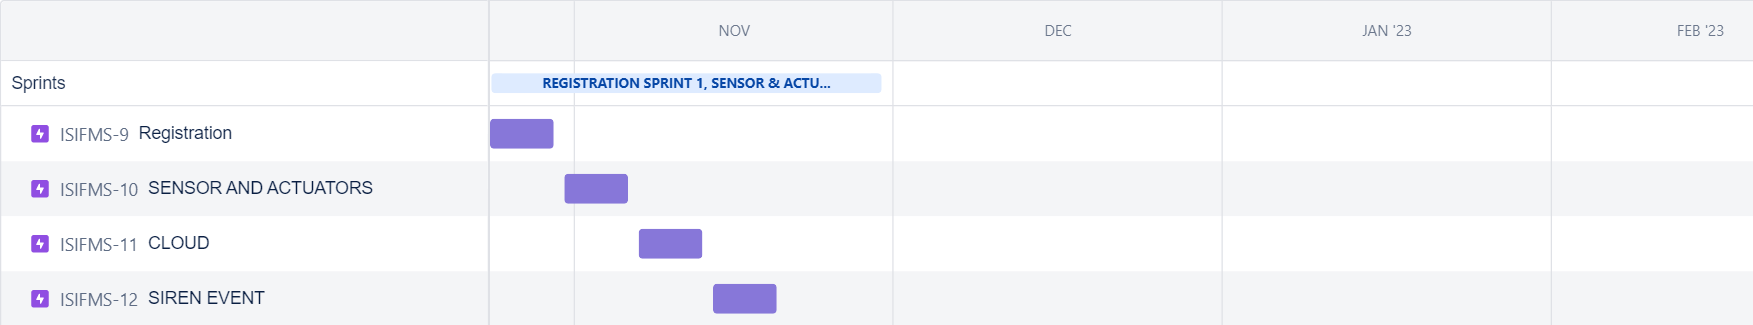 NOV DEC JAN '23 FEB '23
Sprints REGISTRATION SPRINT 1, SENSOR & ACTU...
ISIFMS-9 Registration
ISIFMS-10 SENSOR AND ACTUATORS
ISIFMS-11 CLOUD
ISIFMS-12 SIREN EVENT